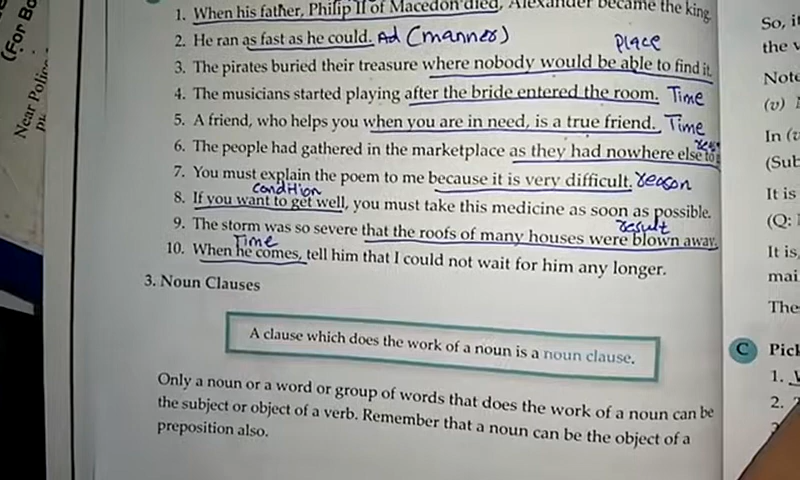 1. When his father, Philip II of Macedon died, Alexander became the king.
2. He ran as fast as he could. Ad (manner)
place
3. The pirates buried their treasure where nobody would be able to find it.
4. The musicians started playing after the bride entered the room. Time
5. A friend, who helps you when you are in need, is a true friend. Time
6. The people had gathered in the marketplace as they had nowhere else to
7. You must explain the poem to me because it is very difficult. reason
condition
8. If you want to get well, you must take this medicine as soon as possible.
result
9. The storm was so severe that the roofs of many houses were blown away.
Time
10. When he comes, tell him that I could not wait for him any longer.
3. Noun Clauses
A clause which does the work of a noun is a noun clause.
Only a noun or a word or group of words that does the work of a noun can be
the subject or object of a verb. Remember that a noun can be the object of a
preposition also.
(For Bo
Near Polic
So, i
the v
Note
(v)
In (v
(Sub
It is
(Q:
It is,
mai
The
C Pick
1.
2.